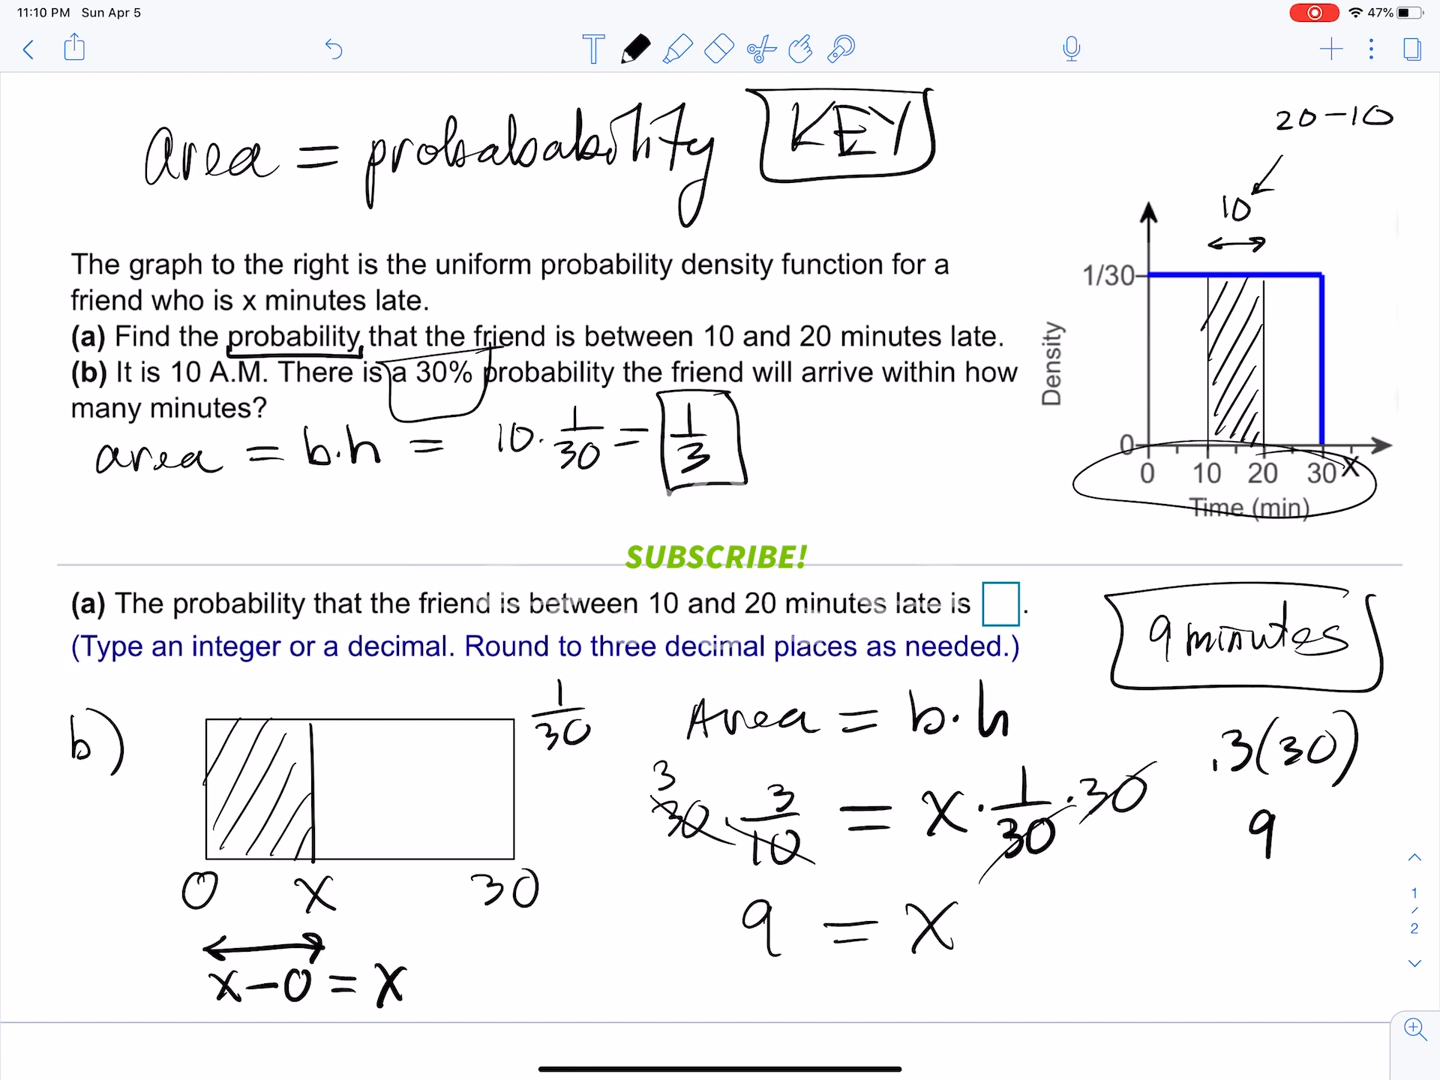 11:10 PM Sun Apr 5
47%
T
area = probabability KEY
20-10
10
The graph to the right is the uniform probability density function for a
friend who is x minutes late.
(a) Find the probability that the friend is between 10 and 20 minutes late.
(b) It is 10 A.M. There is a 30% probability the friend will arrive within how
many minutes?
area = b.h = 10 · 1/30 = 1/3
1/30
Density
0
0 10 20 30 x
Time (min)
SUBSCRIBE!
(a) The probability that the friend is between 10 and 20 minutes late is .
(Type an integer or a decimal. Round to three decimal places as needed.)
9 minutes
b)
1/30
0 x 30
x-0 = x
Area = b·h
3
30 · 3/10 = x · 1/30 · 30
9 = x
.3(30)
9
1
/
2